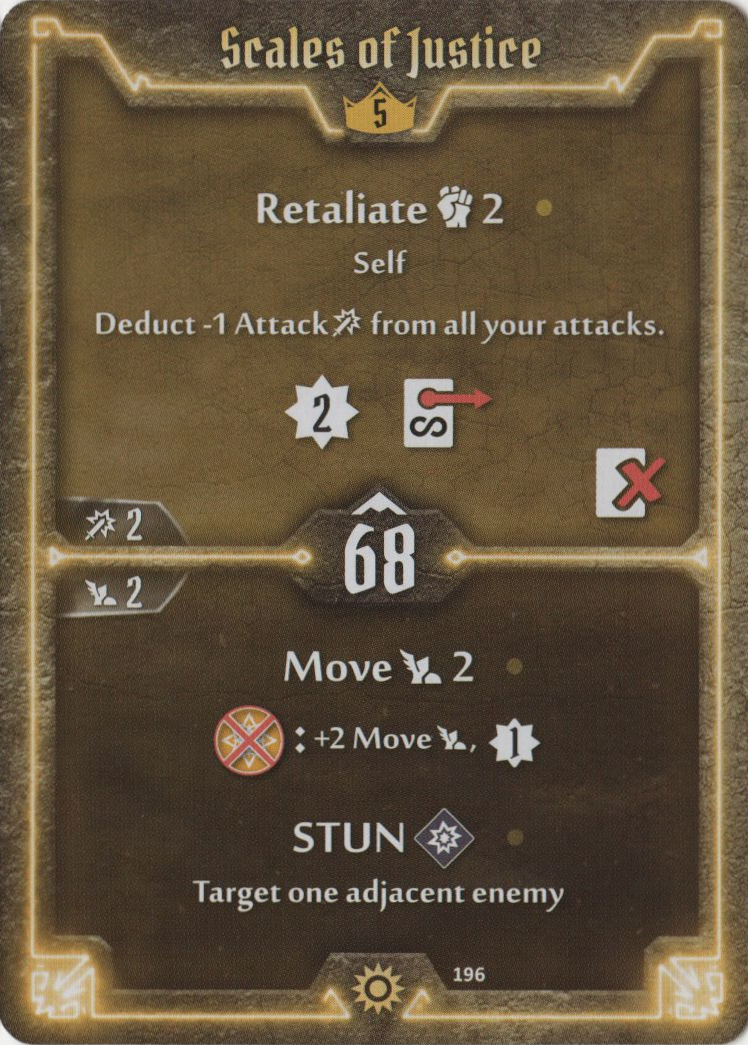 Scales of Justice
5
Retaliate 2
Self
Deduct -1 Attack from all your attacks.
2
2
68
2
Move 2
: +2 Move , 1
STUN
Target one adjacent enemy
196